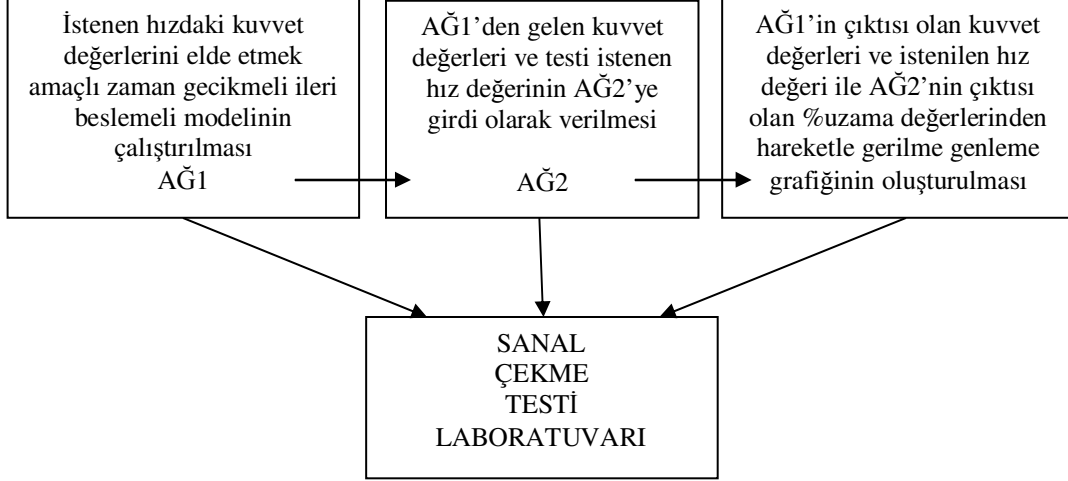 İstenen hızdaki kuvvet
değerlerini elde etmek
amaçlı zaman gecikmeli ileri
beslemeli modelinin
çalıştırılması
AĞ1
AĞ1’den gelen kuvvet
değerleri ve testi istenen
hız değerinin AĞ2’ye
girdi olarak verilmesi
AĞ2
AĞ1’in çıktısı olan kuvvet
değerleri ve istenilen hız
değeri ile AĞ2’nin çıktısı
olan %uzama değerlerinden
hareketle gerilme genleme
grafiğinin oluşturulması
SANAL
ÇEKME
TESTİ
LABORATUVARI